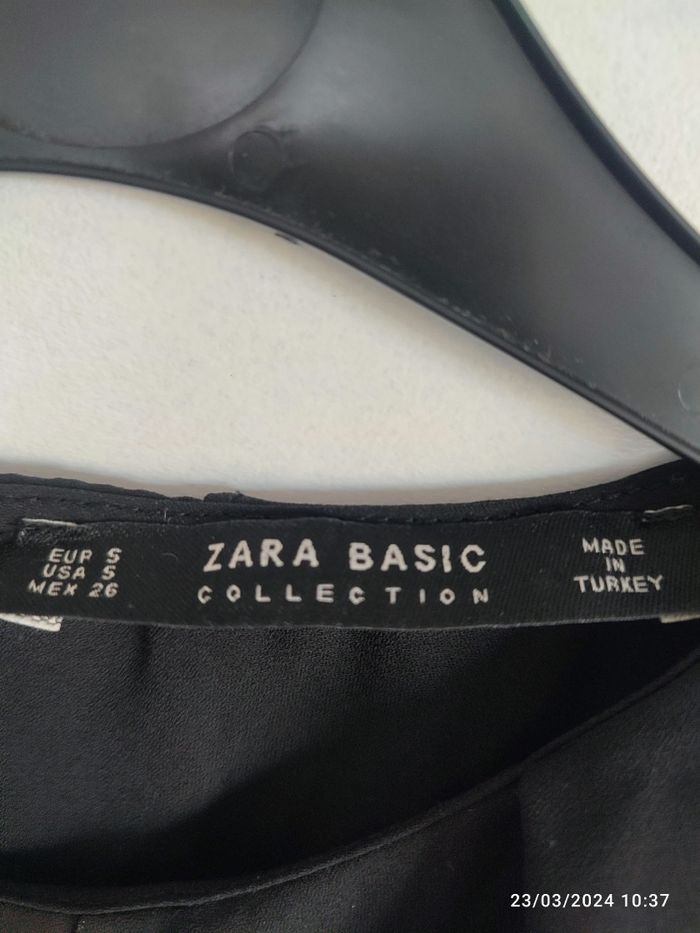 EUR S
USA S
MEX 26
ZARA BASIC
COLLECTION
MADE
IN
TURKEY
23/03/2024 10:37